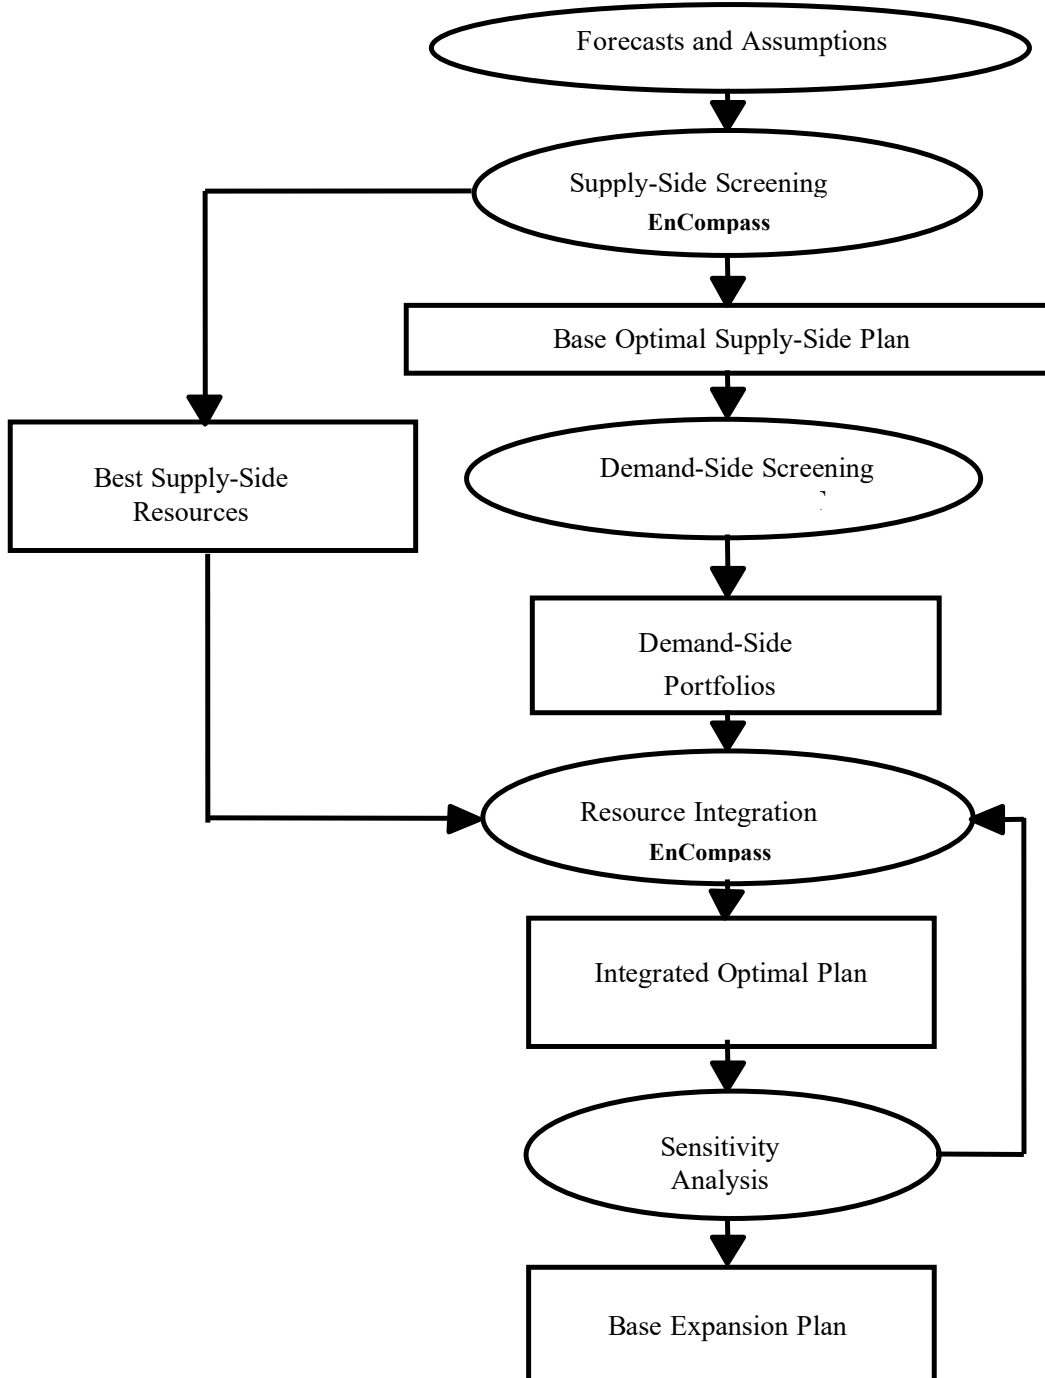 Forecasts and Assumptions
Supply-Side Screening
EnCompass
Base Optimal Supply-Side Plan
Best Supply-Side
Resources
Demand-Side Screening
Demand-Side
Portfolios
Resource Integration
EnCompass
Integrated Optimal Plan
Sensitivity
Analysis
Base Expansion Plan